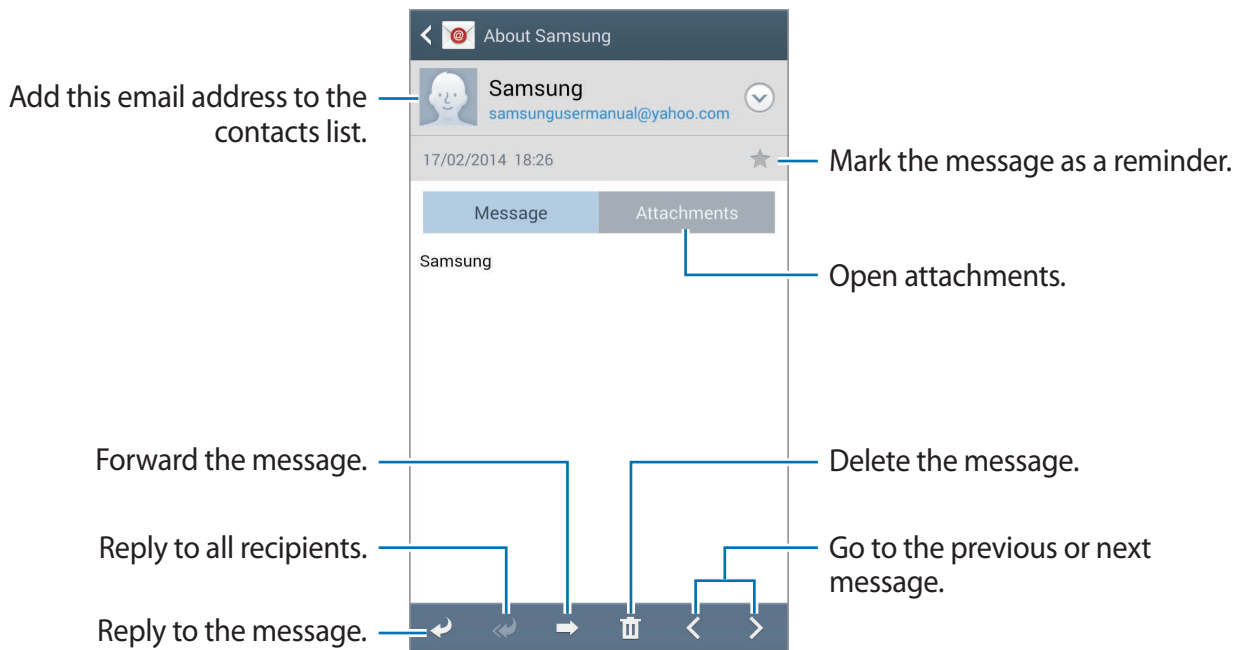 About Samsung
Add this email address to the
contacts list.
Samsung
samsungusermanual@yahoo.com
17/02/2014 18:26
Mark the message as a reminder.
Message
Attachments
Samsung
Open attachments.
Forward the message.
Delete the message.
Reply to all recipients.
Go to the previous or next
message.
Reply to the message.